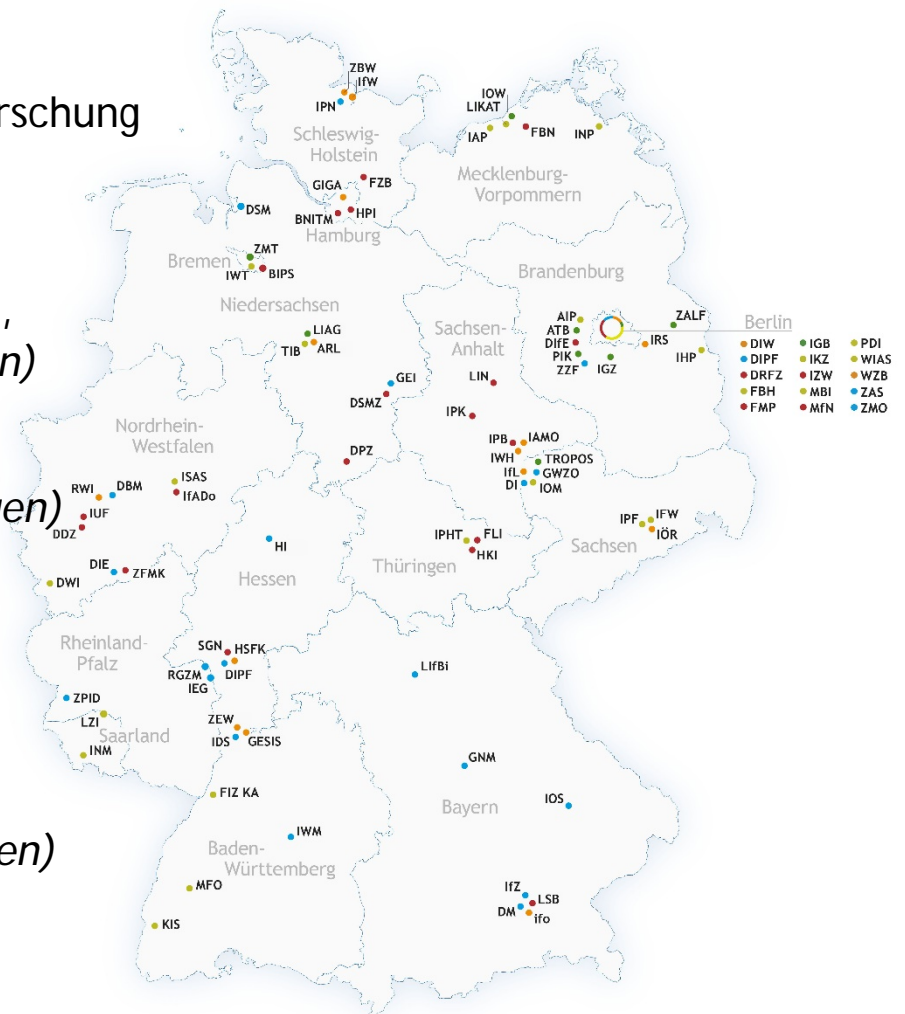 rschung
,
n)
en)
en)
ZBW
IfW
IPN
Schleswig-
Holstein
IOW
LIKAT
IAP
FBN
INP
Mecklenburg-
Vorpommern
FZB
GIGA
BNITM
HPI
Hamburg
DSM
ZMT
Bremen
IWT
BIPS
Niedersachsen
LIAG
TIB
ARL
GEI
DSMZ
DPZ
Sachsen-
Anhalt
LIN
IPK
IPB
IAMO
IWH
Brandenburg
AIP
ATB
DIfE
PIK
ZZF
IGZ
IRS
ZALF
IHP
Berlin
DIW
IGB
PDI
DIPF
IKZ
WIAS
DRFZ
IZW
WZB
FBH
MBI
ZAS
FMP
MfN
ZMO
Nordrhein-
Westfalen
ISAS
IfADo
RWI
DBM
IUF
DDZ
DIE
ZFMK
DWI
HI
Hessen
IPHT
FLI
HKI
Thüringen
TROPOS
IfL
GWZO
DI
IOM
IPF
IFW
IÖR
Sachsen
Rheinland-
Pfalz
SGN
HSFK
RGZM
DIPF
IEG
ZPID
LZI
Saarland
INM
ZEW
IDS
GESIS
LIfBi
GNM
IOS
Bayern
FIZ KA
IWM
Baden-
Württemberg
MFO
KIS
IfZ
LSB
DM
ifo